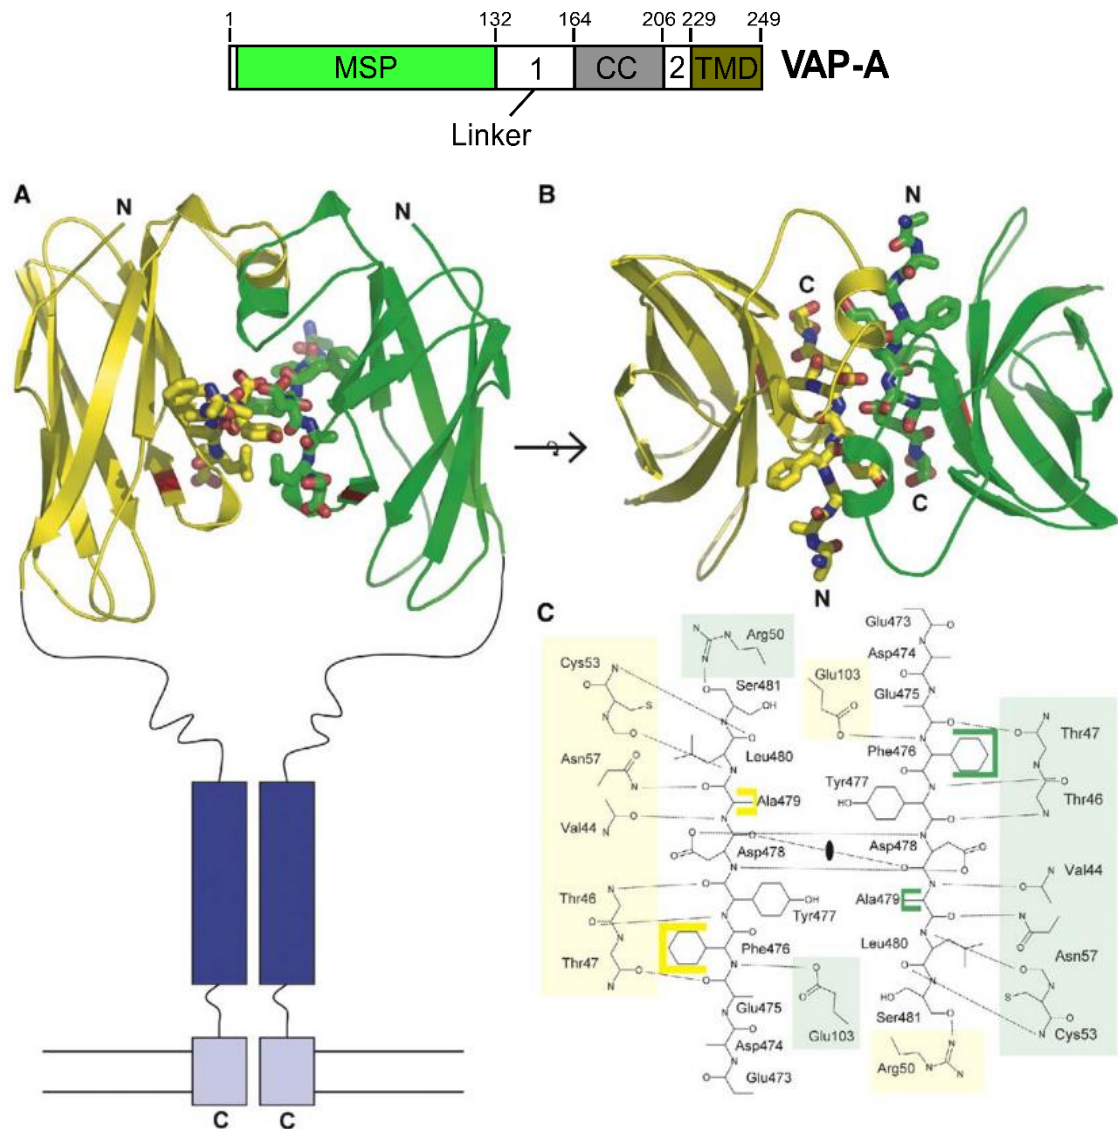 1 132 164 206 229 249
MSP 1 CC 2 TMD VAP-A
Linker
A
N
N
C
C
B
N
C
C
N
C
Glu473
Asp474
Glu475
Phe476
Tyr477
Asp478
Ala479
Leu480
Ser481
Arg50
Glu103
Thr47
Thr46
Val44
Asn57
Cys53
Arg50
Ser481
Cys53
Leu480
Asn57
Ala479
Val44
Asp478
Thr46
Tyr477
Phe476
Thr47
Glu475
Glu103
Asp474
Glu473
O
N
S
OH
HO